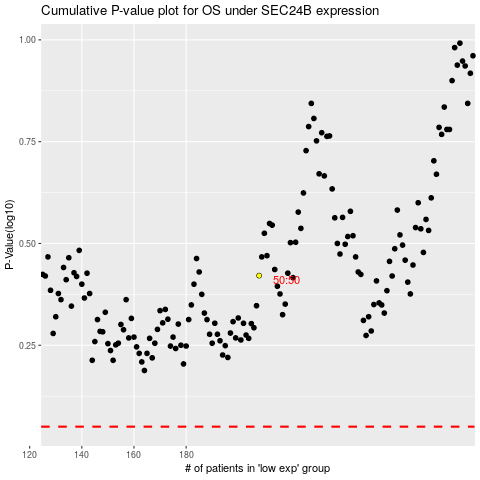 Cumulative P-value plot for OS under SEC24B expression
1.00
0.75
0.50
0.25
P-Value(log10)
50:50
120 140 160 180
# of patients in 'low exp' group